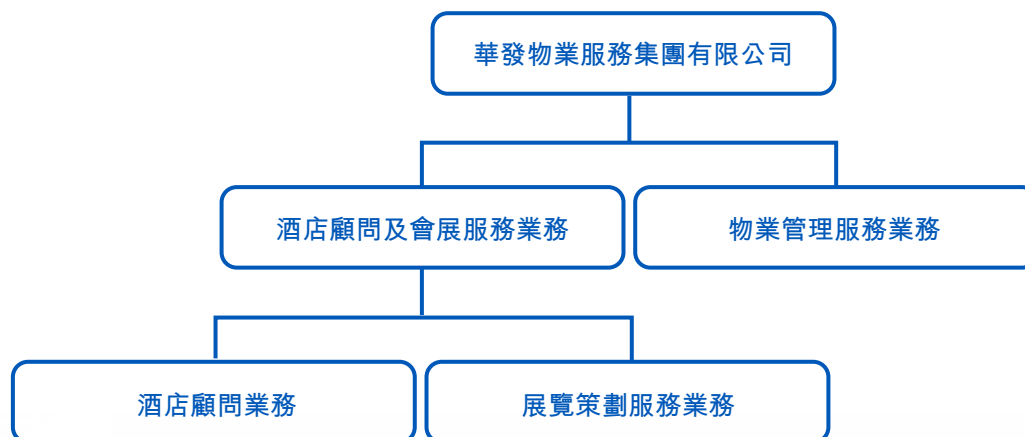 華發物業服務集團有限公司
酒店顧問及會展服務業務
物業管理服務業務
酒店顧問業務
展覽策劃服務業務